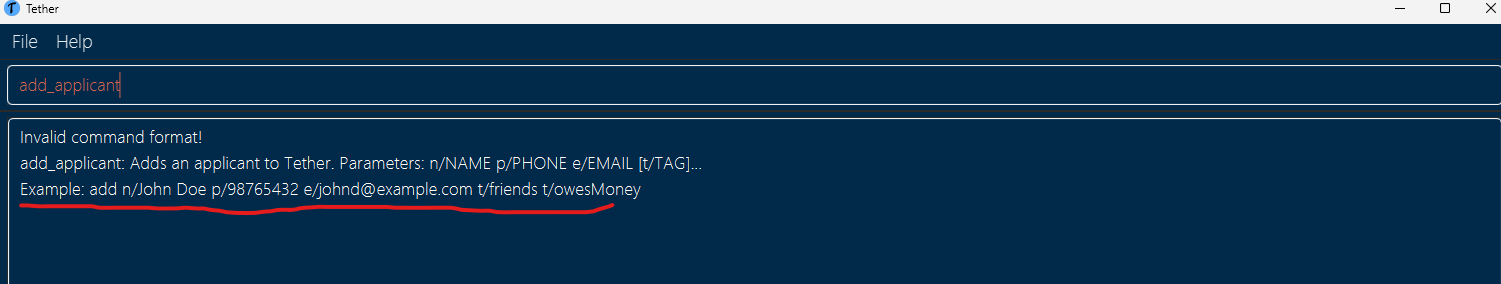 Tether
File Help
add_applicant
Invalid command format!
add_applicant: Adds an applicant to Tether. Parameters: n/NAME p/PHONE e/EMAIL [t/TAG]...
Example: add n/John Doe p/98765432 e/johnd@example.com t/friends t/owesMoney